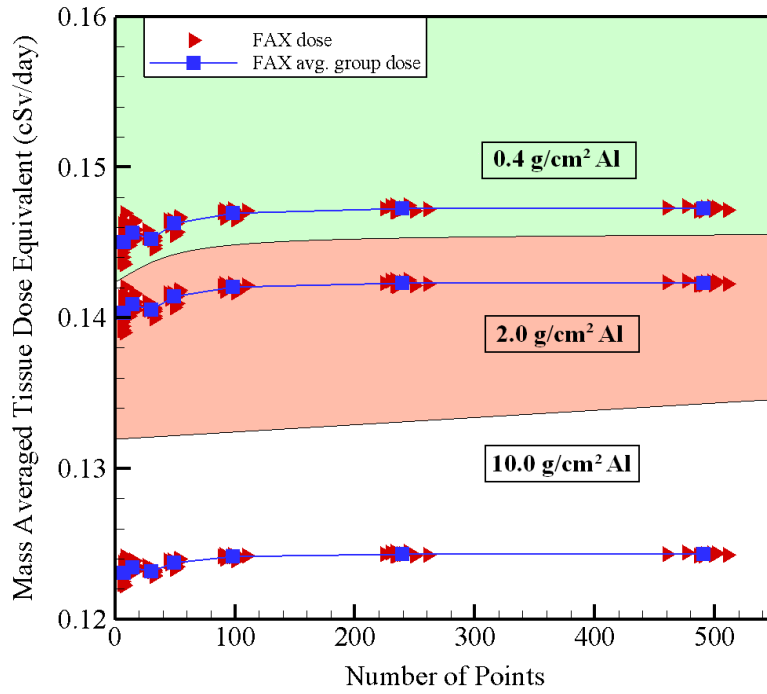 Mass Averaged Tissue Dose Equivalent (cSv/day)
0.16
0.15
0.14
0.13
0.12
FAX dose
FAX avg. group dose
0.4 g/cm² Al
2.0 g/cm² Al
10.0 g/cm² Al
0
100
200
300
400
500
Number of Points